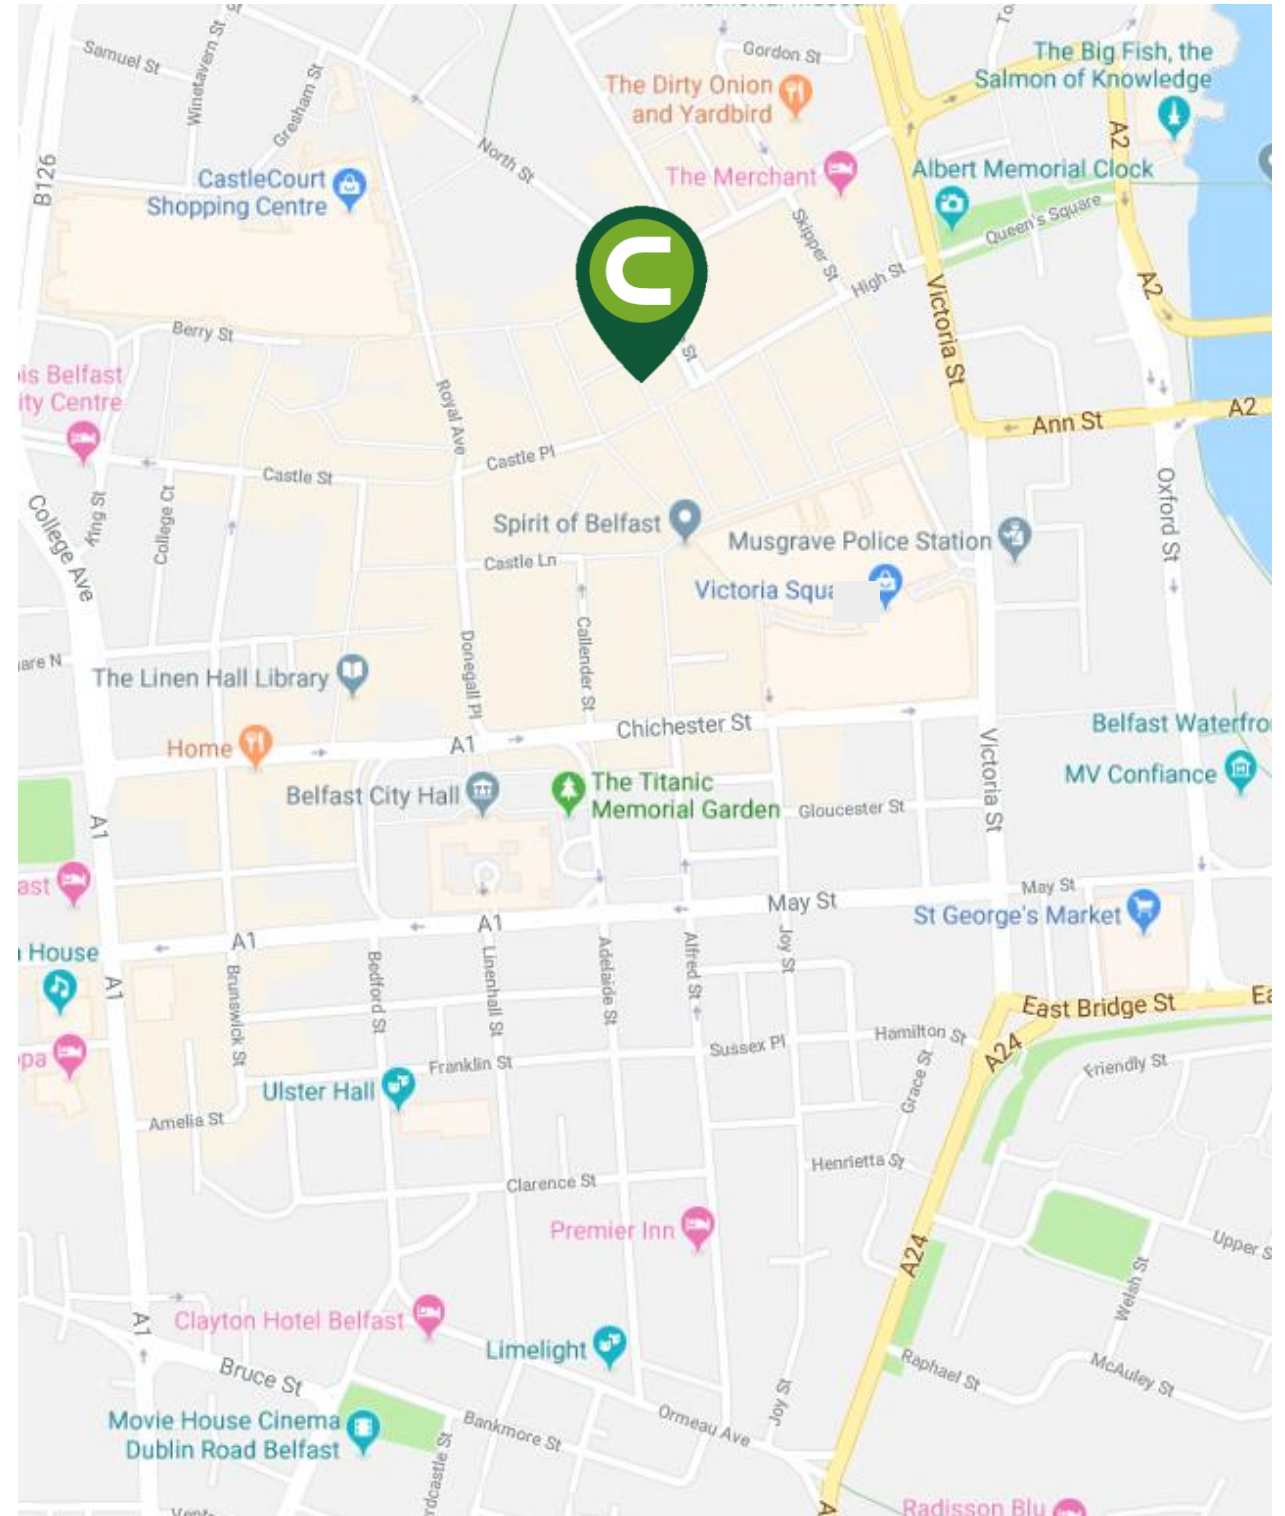 Gordon St
The Big Fish, the
Salmon of Knowledge
Samuel St
Winetavern St
Gresham St
The Dirty Onion
and Yardbird
A2
B126
North St
CastleCourt
Shopping Centre
The Merchant
Albert Memorial Clock
Skipper St
Queen's Square
High St
A2
Victoria St
C
Berry St
St
Royal Ave
Ann St
A2
Castle Pl
Castle St
King St
College Ct
College Ave
Spirit of Belfast
Musgrave Police Station
Oxford St
Castle Ln
Victoria Squa
Callender St
Donegall Pl
The Linen Hall Library
Home
A1
Chichester St
Victoria St
MV Confiance
Belfast City Hall
The Titanic
Memorial Garden
Gloucester St
A1
May St
May St
St George's Market
A1
A1
House
A1
Brunswick St
Bedford St
Linenhall St
Adelaide St
Alfred St
Joy St
East Bridge St
Hamilton St
A24
Sussex Pl
Franklin St
Grace St
Friendly St
Ulster Hall
Amelia St
Henrietta St
Clarence St
Premier Inn
A24
Upper S
Welsh St
Clayton Hotel Belfast
A1
Limelight
Bruce St
Raphael St
McAuley St
Joy St
Movie House Cinema
Dublin Road Belfast
Bankmore St
Ormeau Ave
Radisson Blu